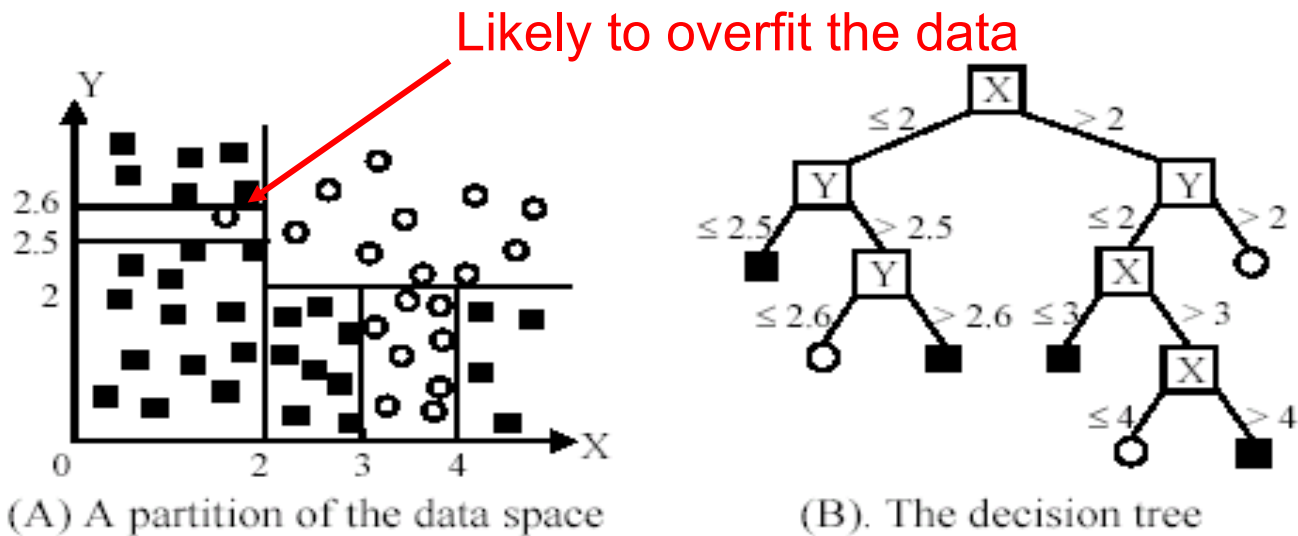 Likely to overfit the data
Y
2.6
2.5
2
0
2
3
4
X
(A) A partition of the data space
X
≤ 2
> 2
Y
Y
≤ 2.5
> 2.5
≤ 2
> 2
Y
X
≤ 2.6
> 2.6
≤ 3
> 3
X
≤ 4
> 4
(B). The decision tree